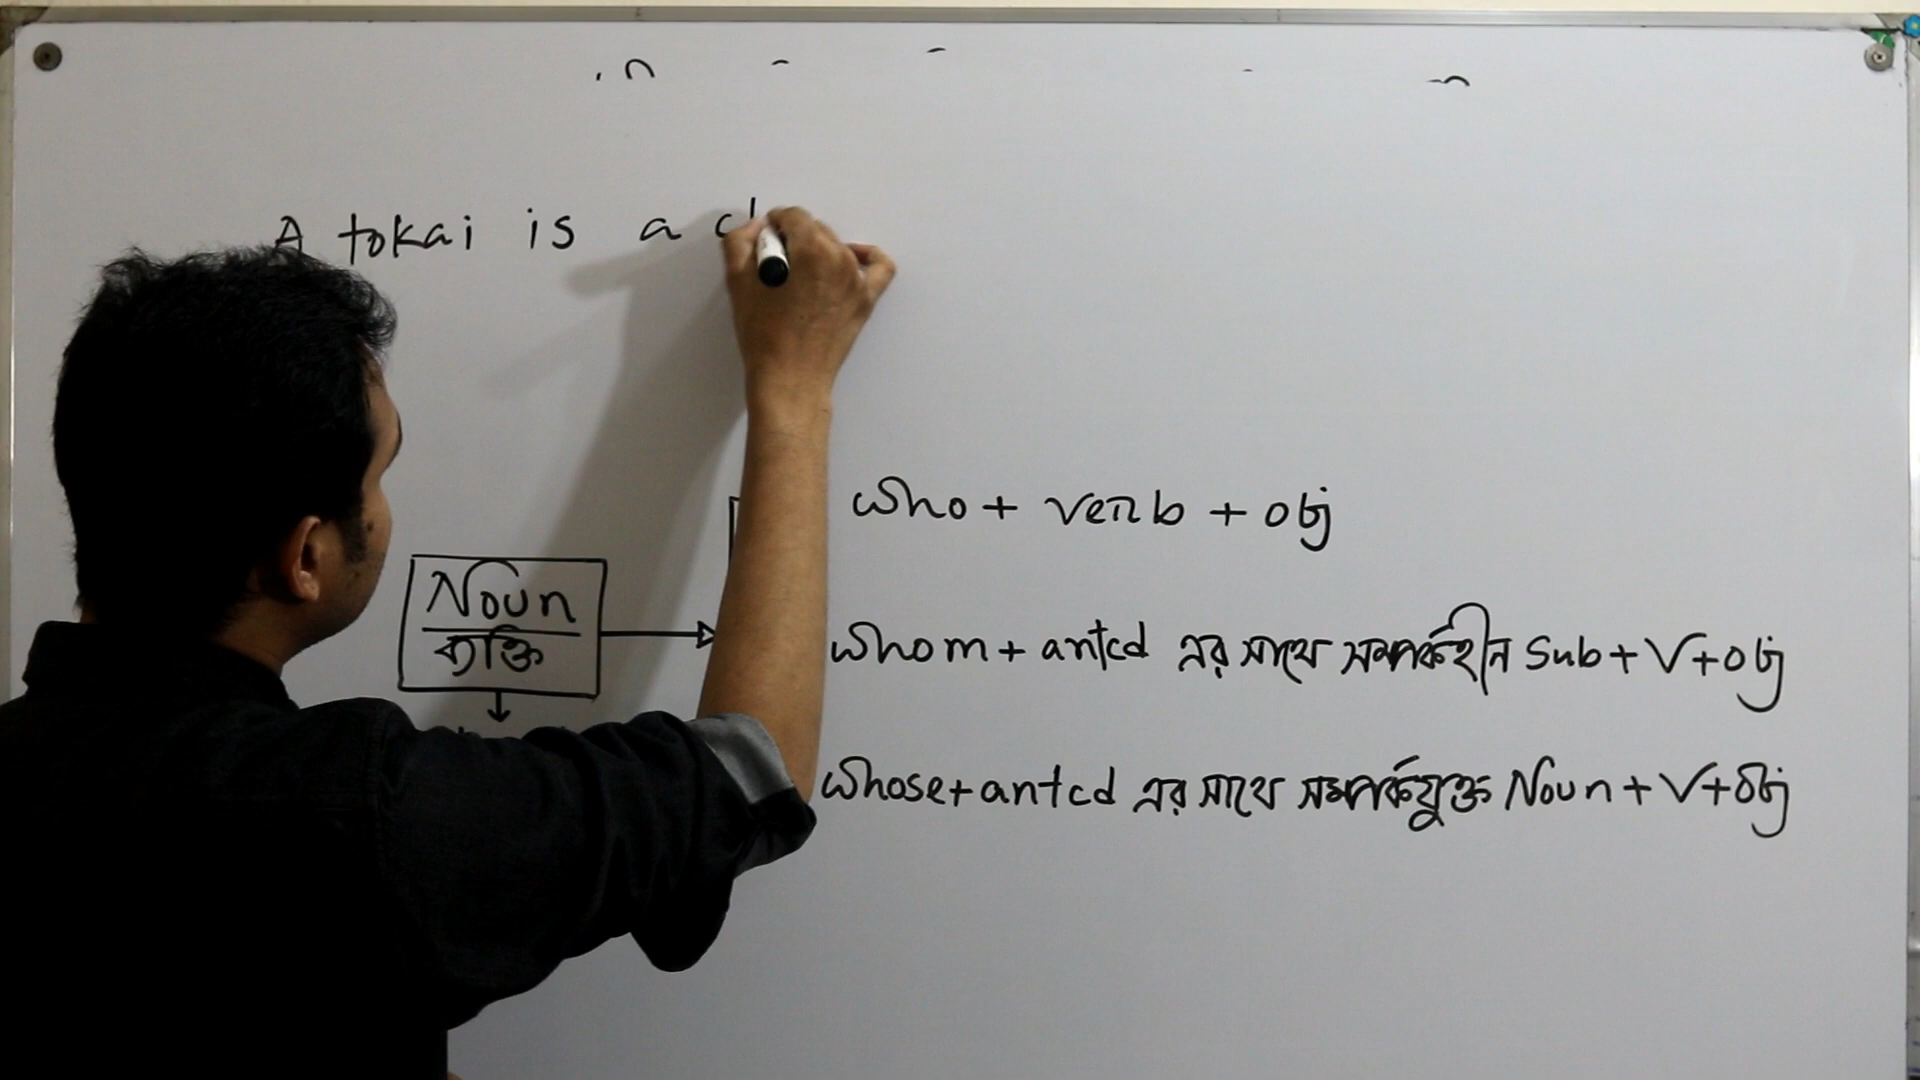 A tokai is a
who + verb + obj
Noun
ব্যক্তি
whom + antcd এর সাথে সম্পর্কহীন Sub + V + obj
whose + antcd এর সাথে সম্পর্কযুক্ত Noun + V + Obj